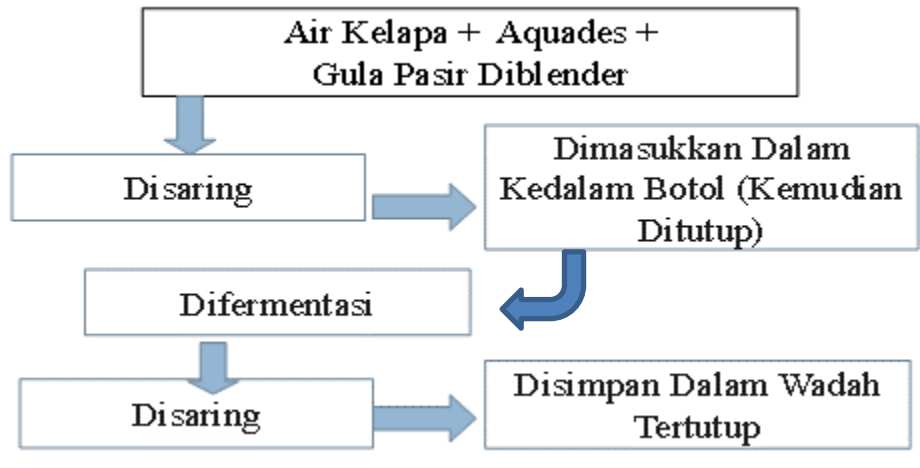 Air Kelapa + Aquades +
Gula Pasir Diblender
Disaring
Dimasukkan Dalam
Kedalam Botol (Kemudian
Ditutup)
Difermentasi
Disaring
Disimpan Dalam Wadah
Tertutup